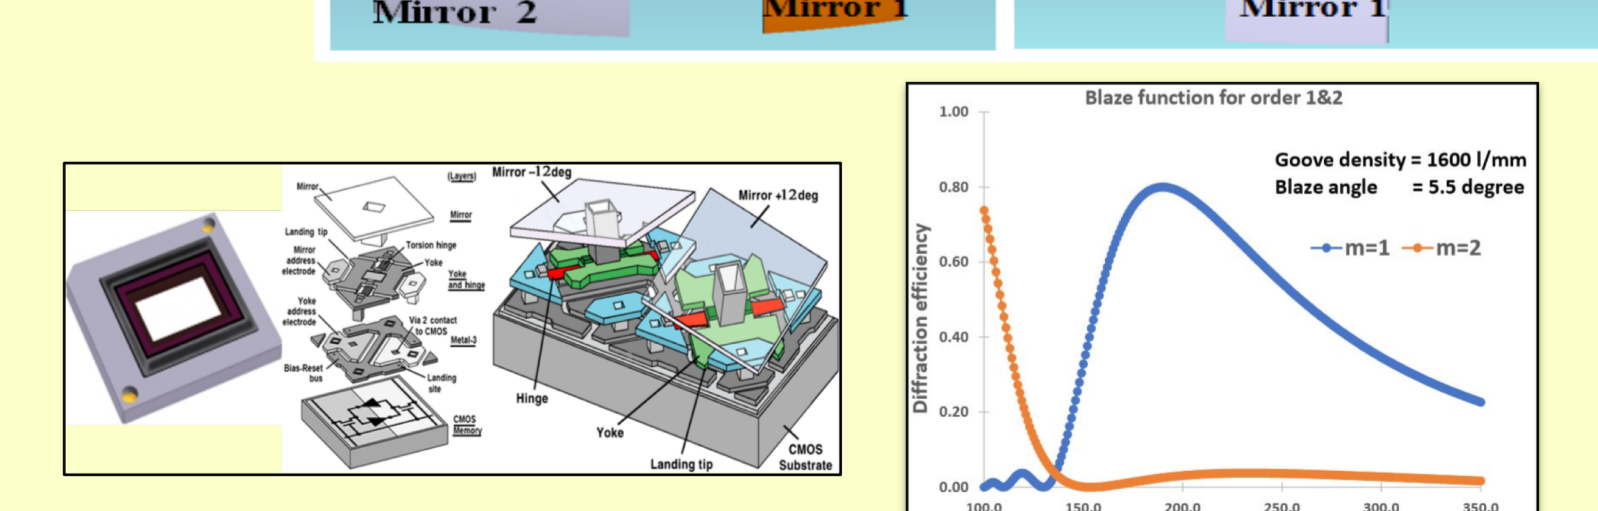 Mirror 2
Mirror 1
Mirror 1
(Layers)
Mirror
Mirror
Landing tip
Mirror
address
electrode
Torsion hinge
Yoke
Yoke
and hinge
Yoke
address
electrode
Via 2 contact
to CMOS
Metal-3
Bias-Reset
bus
Landing
site
CMOS
Memory
Mirror -12deg
Mirror +12deg
Hinge
Yoke
Landing tip
CMOS
Substrate
Blaze function for order 1&2
Goove density = 1600 l/mm
Blaze angle = 5.5 degree
m=1 m=2
Diffraction efficiency
1.00
0.80
0.60
0.40
0.20
0.00
100.0 150.0 200.0 250.0 300.0 350.0